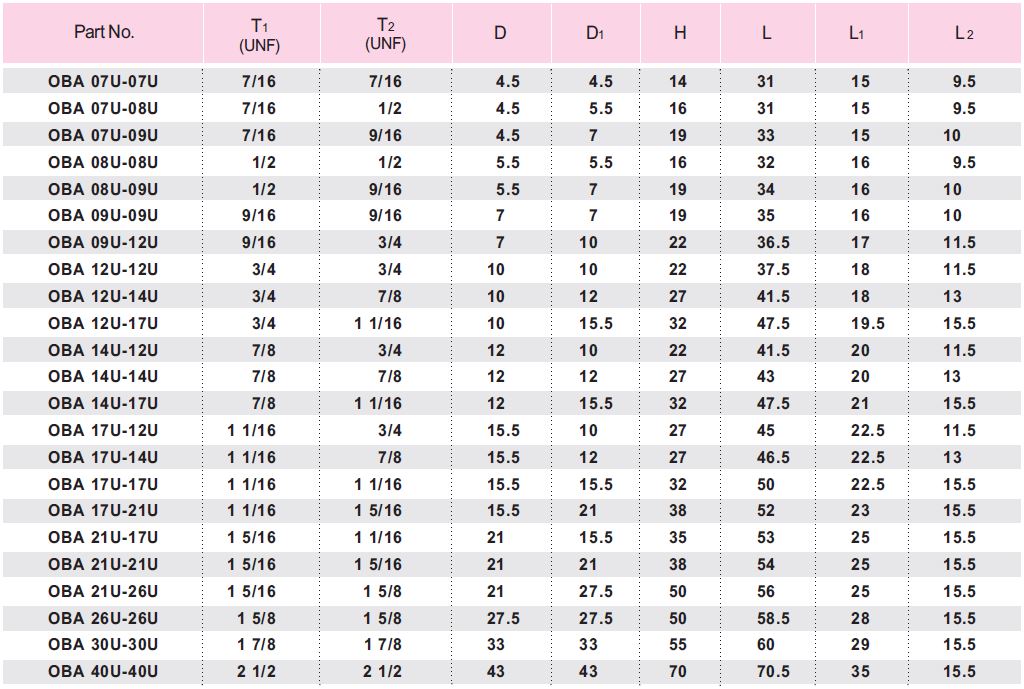 Part No. T1 (UNF) T2 (UNF) D D1 H L L1 L2
OBA 07U-07U 7/16 7/16 4.5 4.5 14 31 15 9.5
OBA 07U-08U 7/16 1/2 4.5 5.5 16 31 15 9.5
OBA 07U-09U 7/16 9/16 4.5 7 19 33 15 10
OBA 08U-08U 1/2 1/2 5.5 5.5 16 32 16 9.5
OBA 08U-09U 1/2 9/16 5.5 7 19 34 16 10
OBA 09U-09U 9/16 9/16 7 7 19 35 16 10
OBA 09U-12U 9/16 3/4 7 10 22 36.5 17 11.5
OBA 12U-12U 3/4 3/4 10 10 22 37.5 18 11.5
OBA 12U-14U 3/4 7/8 10 12 27 41.5 18 13
OBA 12U-17U 3/4 1 1/16 10 15.5 32 47.5 19.5 15.5
OBA 14U-12U 7/8 3/4 12 10 22 41.5 20 11.5
OBA 14U-14U 7/8 7/8 12 12 27 43 20 13
OBA 14U-17U 7/8 1 1/16 12 15.5 32 47.5 21 15.5
OBA 17U-12U 1 1/16 3/4 15.5 10 27 45 22.5 11.5
OBA 17U-14U 1 1/16 7/8 15.5 12 27 46.5 22.5 13
OBA 17U-17U 1 1/16 1 1/16 15.5 15.5 32 50 22.5 15.5
OBA 17U-21U 1 1/16 1 5/16 15.5 21 38 52 23 15.5
OBA 21U-17U 1 5/16 1 1/16 21 15.5 35 53 25 15.5
OBA 21U-21U 1 5/16 1 5/16 21 21 38 54 25 15.5
OBA 21U-26U 1 5/16 1 5/8 21 27.5 50 56 25 15.5
OBA 26U-26U 1 5/8 1 5/8 27.5 27.5 50 58.5 28 15.5
OBA 30U-30U 1 7/8 1 7/8 33 33 55 60 29 15.5
OBA 40U-40U 2 1/2 2 1/2 43 43 70 70.5 35 15.5